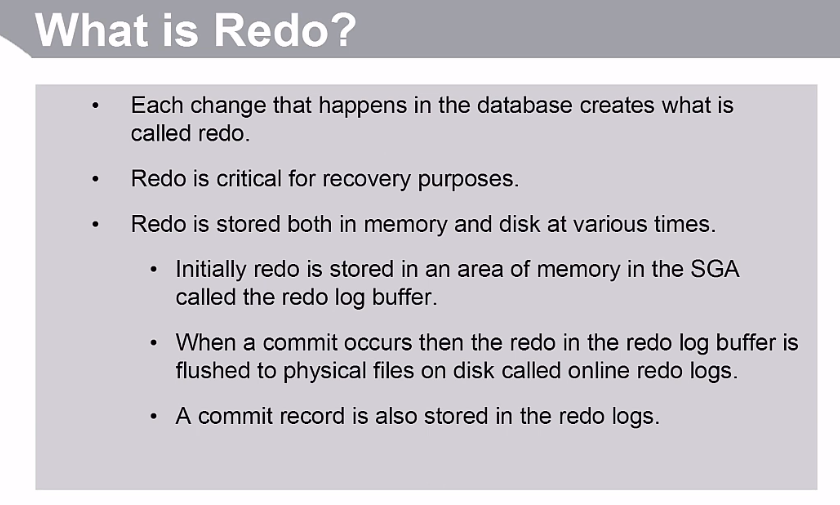 What is Redo?
• Each change that happens in the database creates what is
called redo.
• Redo is critical for recovery purposes.
• Redo is stored both in memory and disk at various times.
• Initially redo is stored in an area of memory in the SGA
called the redo log buffer.
• When a commit occurs then the redo in the redo log buffer is
flushed to physical files on disk called online redo logs.
• A commit record is also stored in the redo logs.